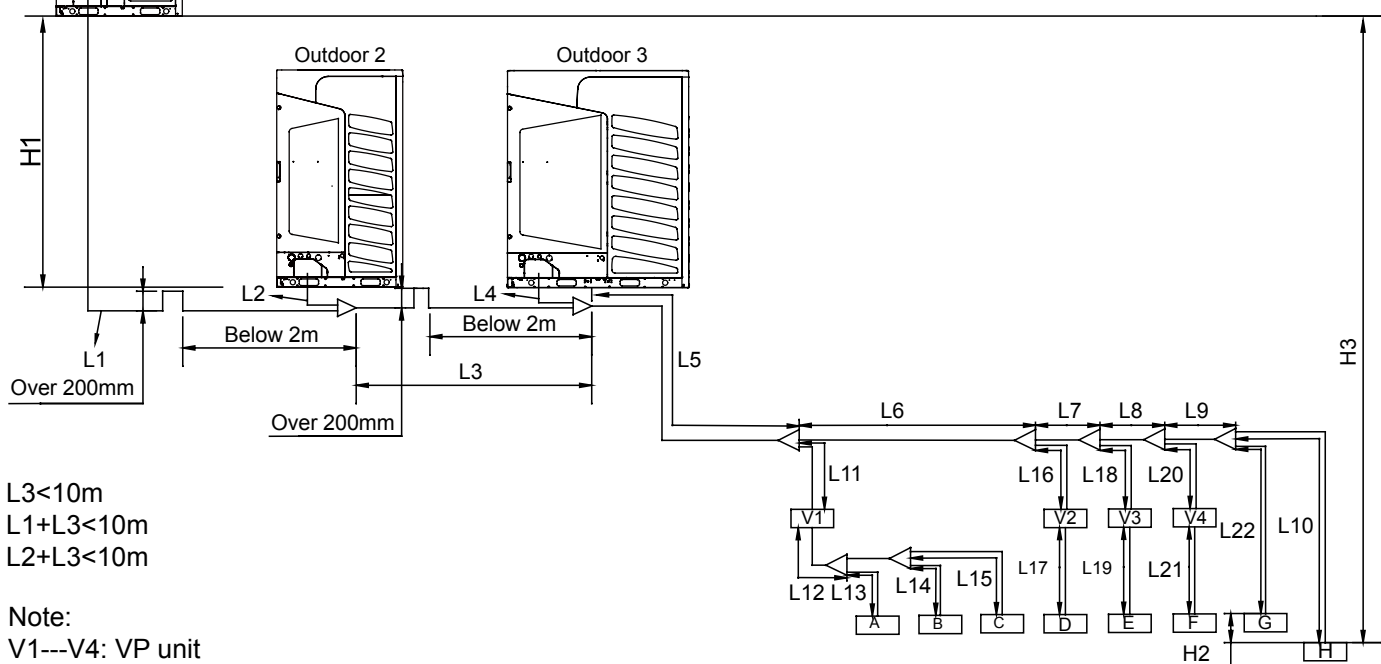 Outdoor 2
Outdoor 3
H1
L2
L4
Below 2m
Below 2m
L1
L5
H3
Over 200mm
L3
Over 200mm
L6
L7
L8
L9
L11
L16
L18
L20
L3<10m
L1+L3<10m
L2+L3<10m
V1
V2
V3
V4
L22
L10
L17
L19
L21
L12
L13
L14
L15
Note:
A
B
C
D
E
F
G
V1---V4: VP unit
H2
H